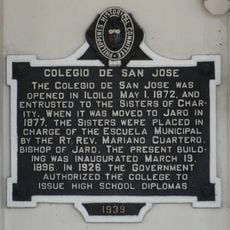 PHILIPPINES HISTORICAL COMMITTEE
COLEGIO DE SAN JOSE
THE COLEGIO DE SAN JOSE WAS
OPENED IN ILOILO MAY 1, 1872, AND
ENTRUSTED TO THE SISTERS OF CHAR-
ITY. WHEN IT WAS MOVED TO JARO IN
1877, THE SISTERS WERE PLACED IN
CHARGE OF THE ESCUELA MUNICIPAL
BY THE RT. REV. MARIANO CUARTERO,
BISHOP OF JARO. THE PRESENT BUILD-
ING WAS INAUGURATED MARCH 19,
1896. IN 1926 THE GOVERNMENT
AUTHORIZED THE COLLEGE TO
ISSUE HIGH SCHOOL DIPLOMAS
1939